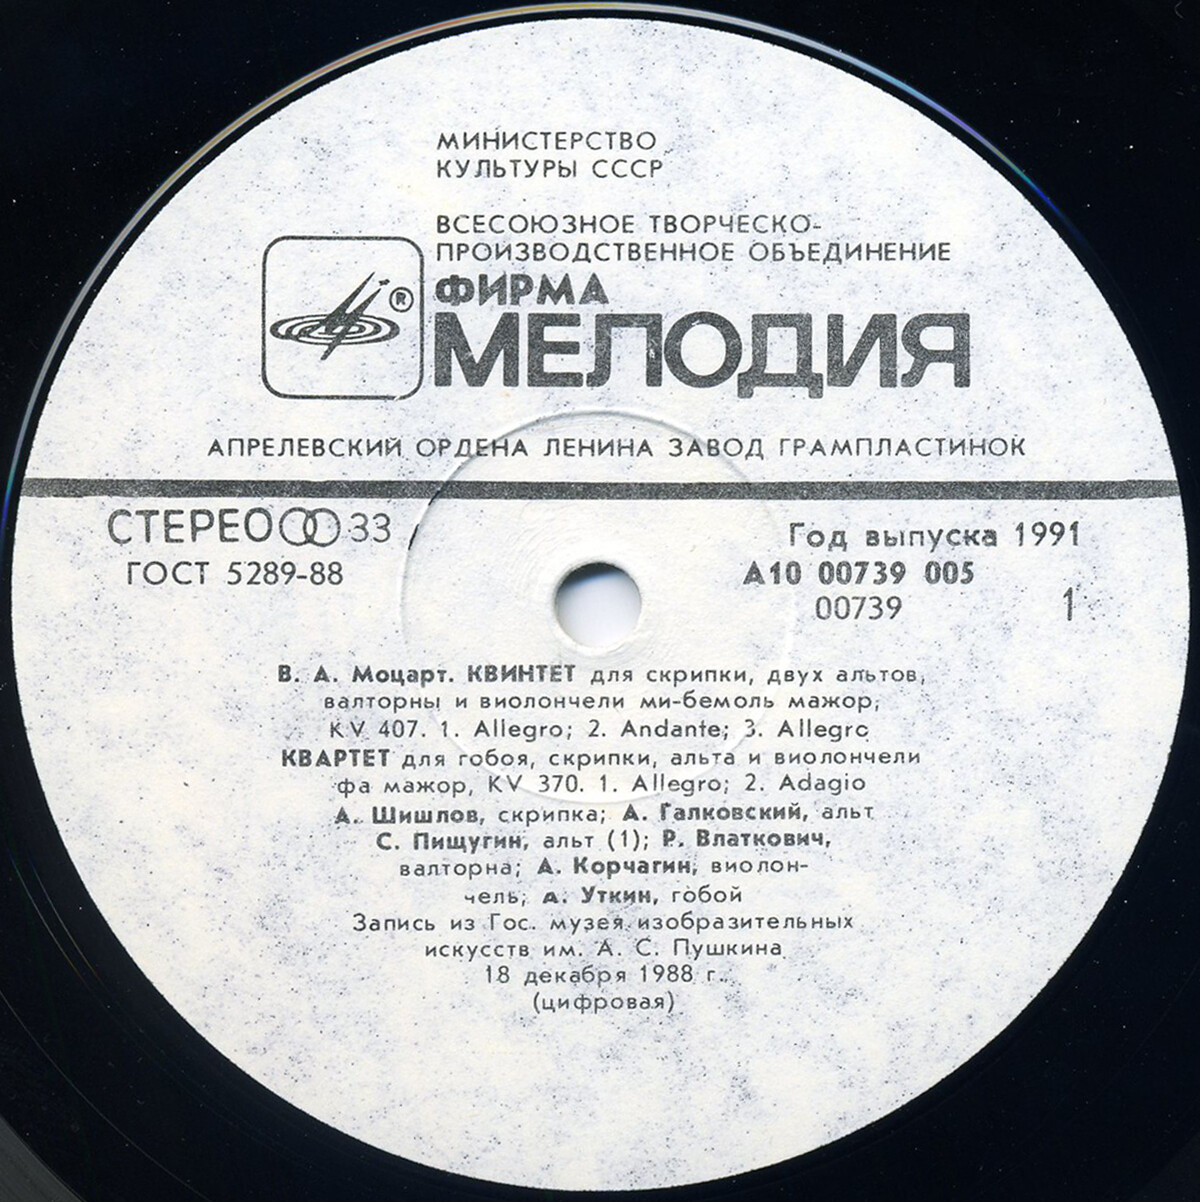 МИНИСТЕРСТВО
КУЛЬТУРЫ СССР
ВСЕСОЮЗНОЕ ТВОРЧЕСКО-
ПРОИЗВОДСТВЕННОЕ ОБЪЕДИНЕНИЕ
®
ФИРМА
МЕЛОДИЯ
АПРЕЛЕВСКИЙ ОРДЕНА ЛЕНИНА ЗАВОД ГРАМПЛАСТИНОК
СТЕРЕО 33
Год выпуска 1991
ГОСТ 5289-88
А10 00739 005
00739 1
В. А. Моцарт. КВИНТЕТ для скрипки, двух альтов,
валторны и виолончели ми-бемоль мажор,
KV 407. 1. Allegro; 2. Andante; 3. Allegro
КВАРТЕТ для гобоя, скрипки, альта и виолончели
фа мажор, KV 370. 1. Allegro; 2. Adagio
А. Шишлов, скрипка; А. Галковский, альт
С. Пищугин, альт (1); Р. Влаткович,
валторна; А. Корчагин, виолон-
чель; А. Уткин, гобой
Запись из Гос. музея изобразительных
искусств им. А. С. Пушкина
18 декабря 1988 г.
(цифровая)